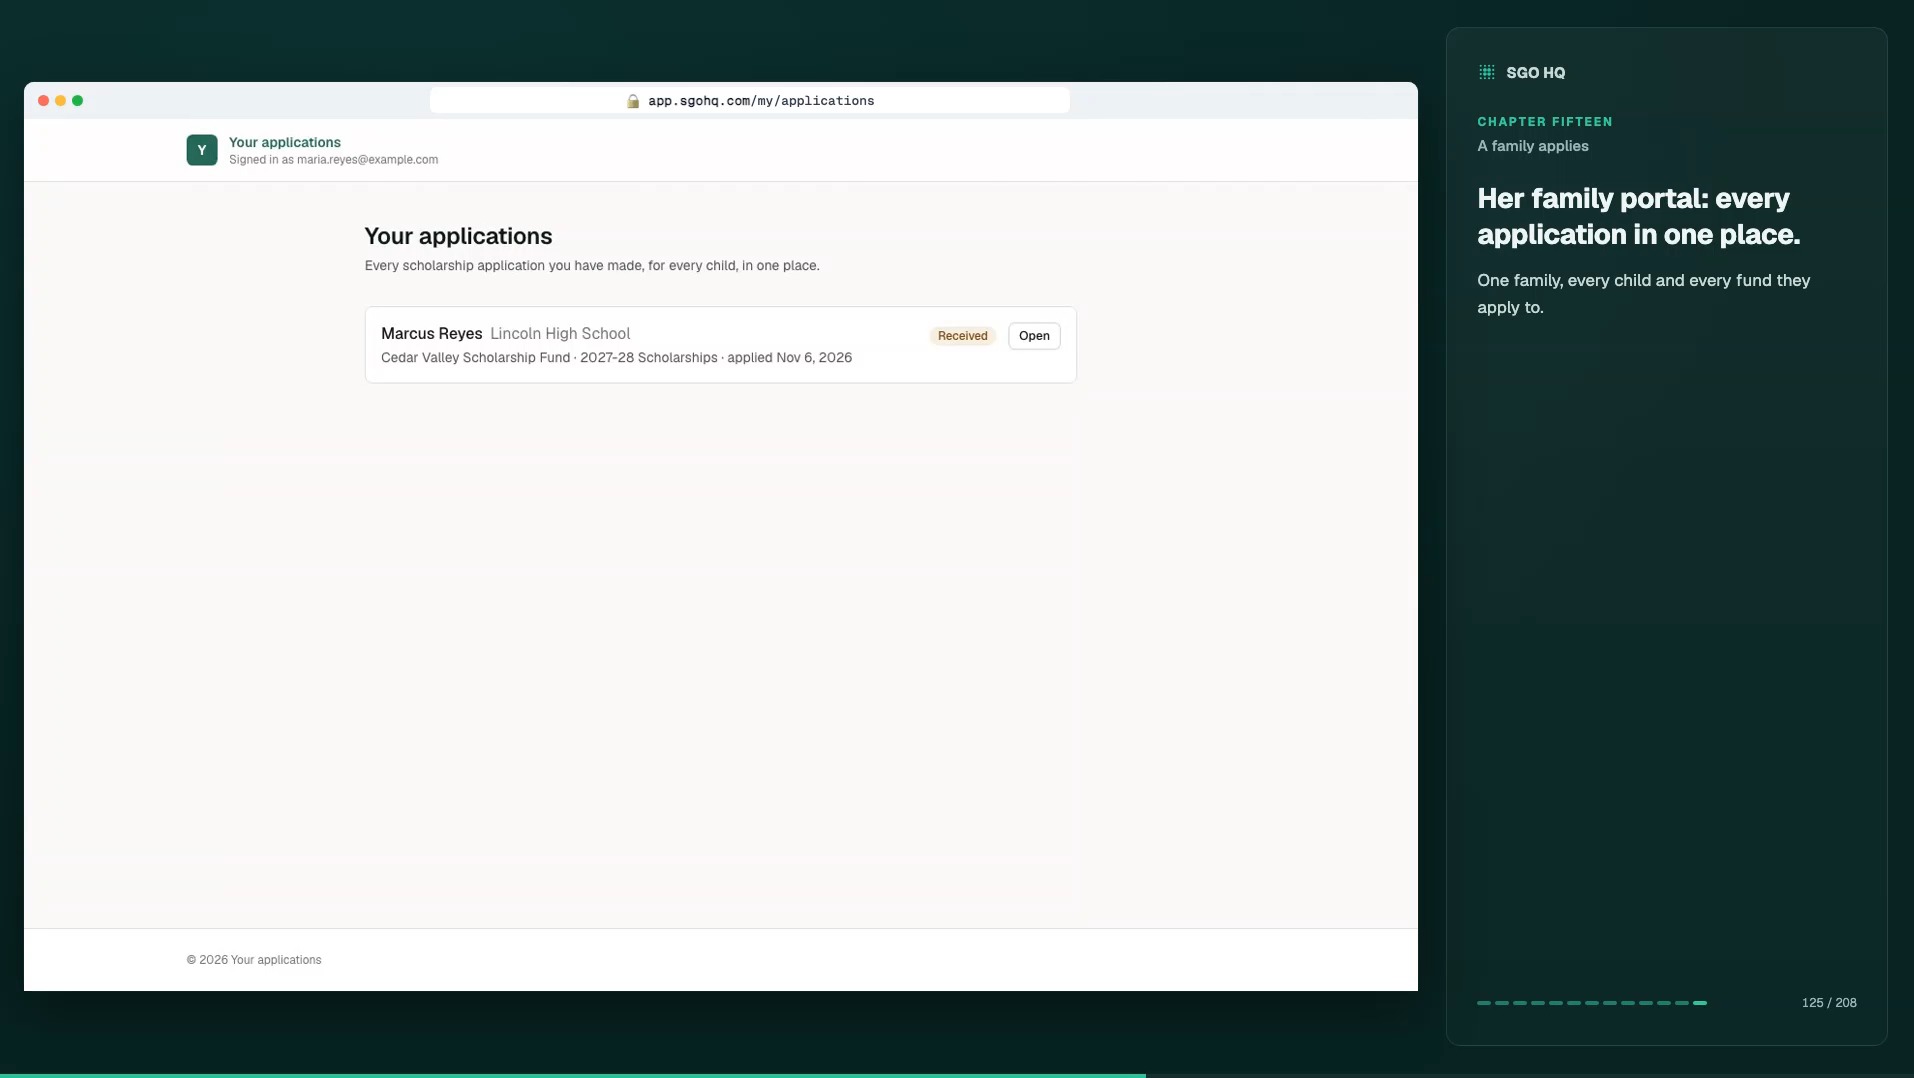 app.sgohq.com/my/applications
Y
Your applications
Signed in as maria.reyes@example.com
Your applications
Every scholarship application you have made, for every child, in one place.
Marcus Reyes Lincoln High School
Received
Open
Cedar Valley Scholarship Fund · 2027-28 Scholarships · applied Nov 6, 2026
© 2026 Your applications
SGO HQ
CHAPTER FIFTEEN
A family applies
Her family portal: every
application in one place.
One family, every child and every fund they
apply to.
125 / 208